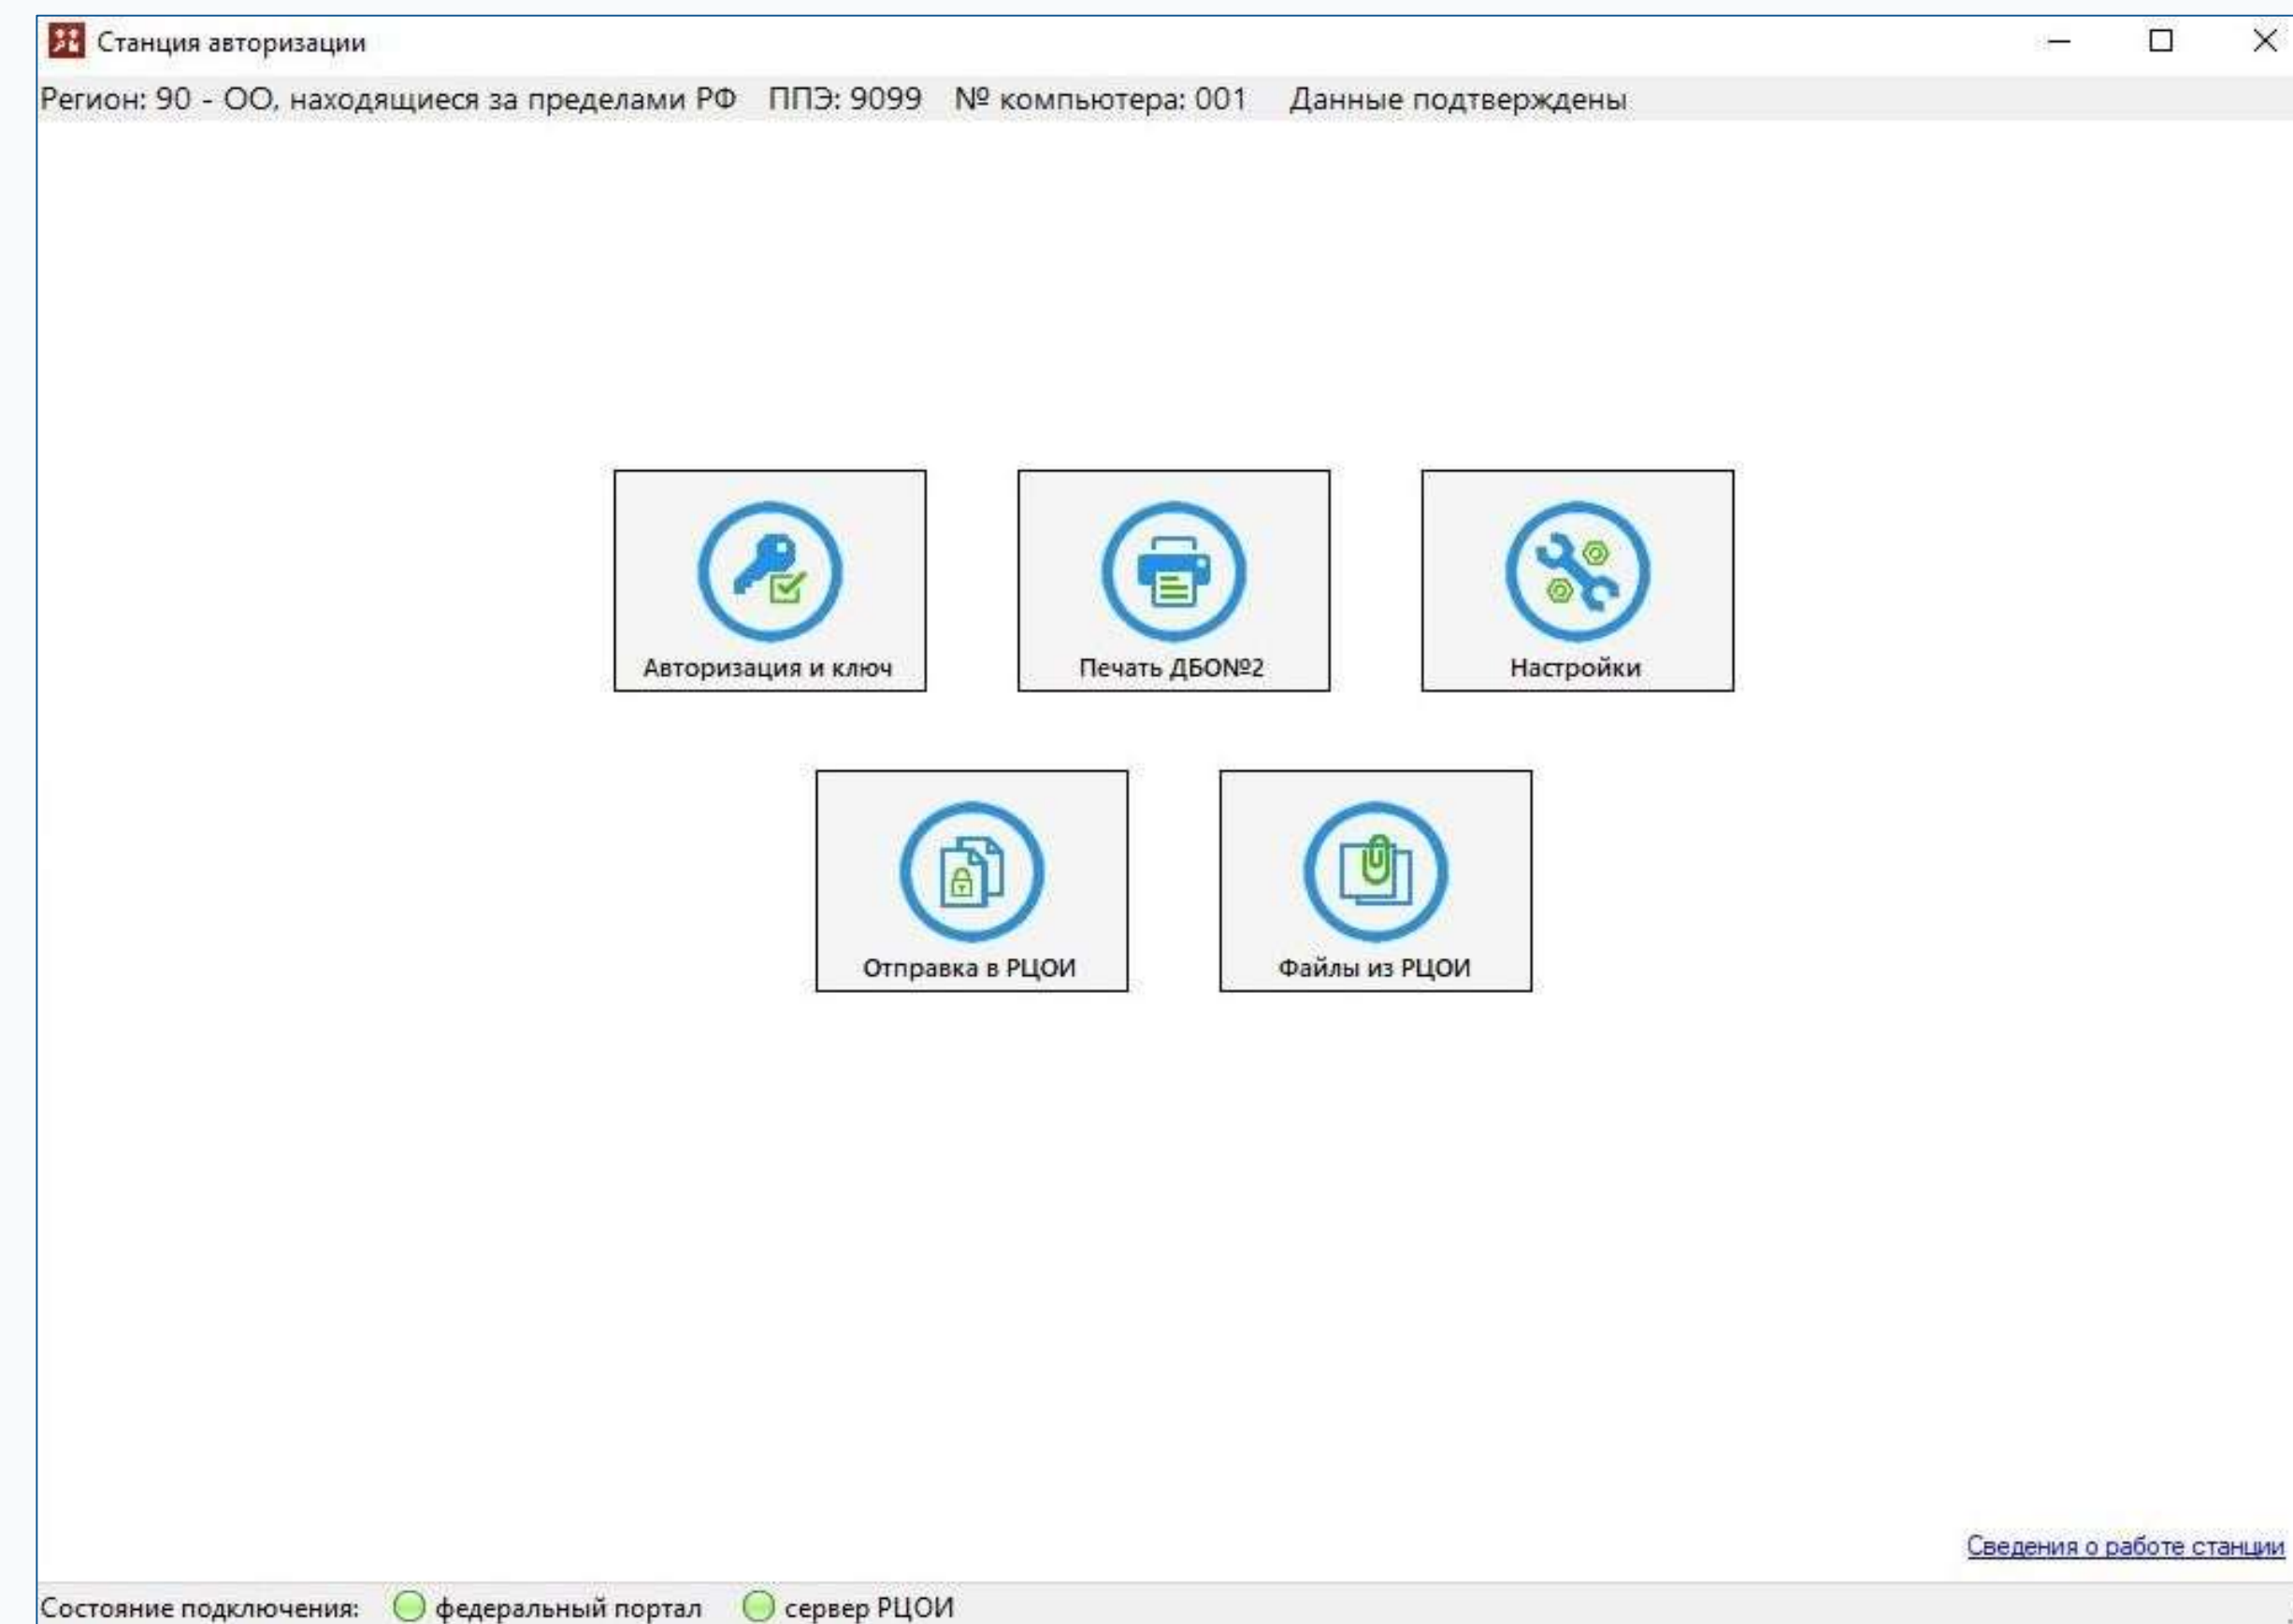 Станция авторизации
Регион: 90 - ОО, находящиеся за пределами РФ ППЭ: 9099 № компьютера: 001 Данные подтверждены
Авторизация и ключ
Печать ДБО№2
Настройки
Отправка в РЦОИ
Файлы из РЦОИ
Сведения о работе станции
Состояние подключения: федеральный портал сервер РЦОИ